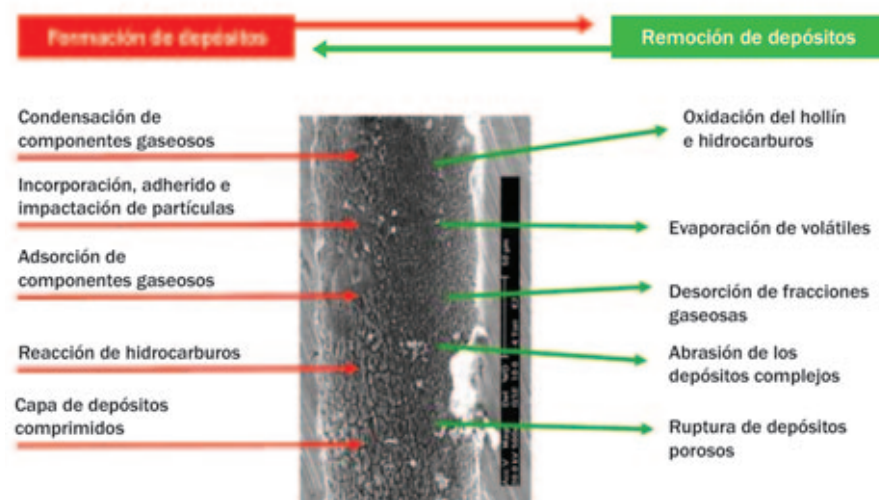 Formación de depósitos
Remoción de depósitos
Condensación de
componentes gaseosos
Incorporación, adherido e
impactación de partículas
Adsorción de
componentes gaseosos
Reacción de hidrocarburos
Capa de depósitos
comprimidos
Oxidación del hollín
e hidrocarburos
Evaporación de volátiles
Desorción de fracciones
gaseosas
Abrasión de los
depósitos complejos
Ruptura de depósitos
porosos